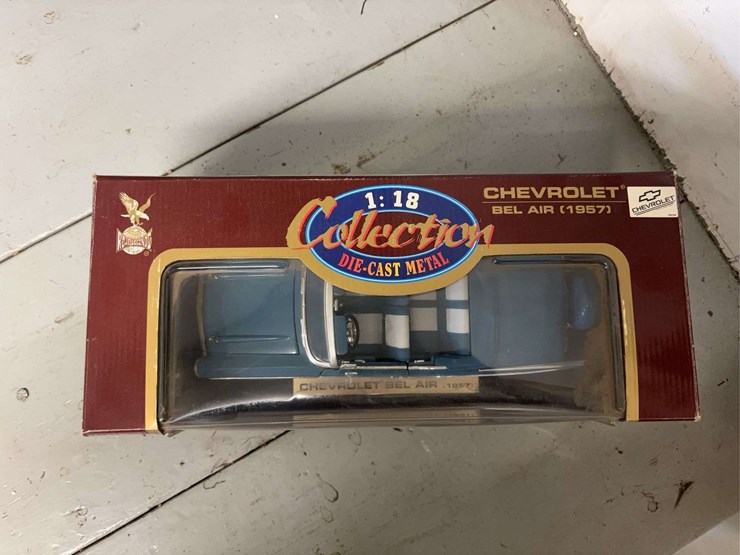 1:18
Collection
DIE-CAST METAL
CHEVROLET®
BEL AIR (1957)
CHEVROLET
CHEVROLET BEL AIR (1957)